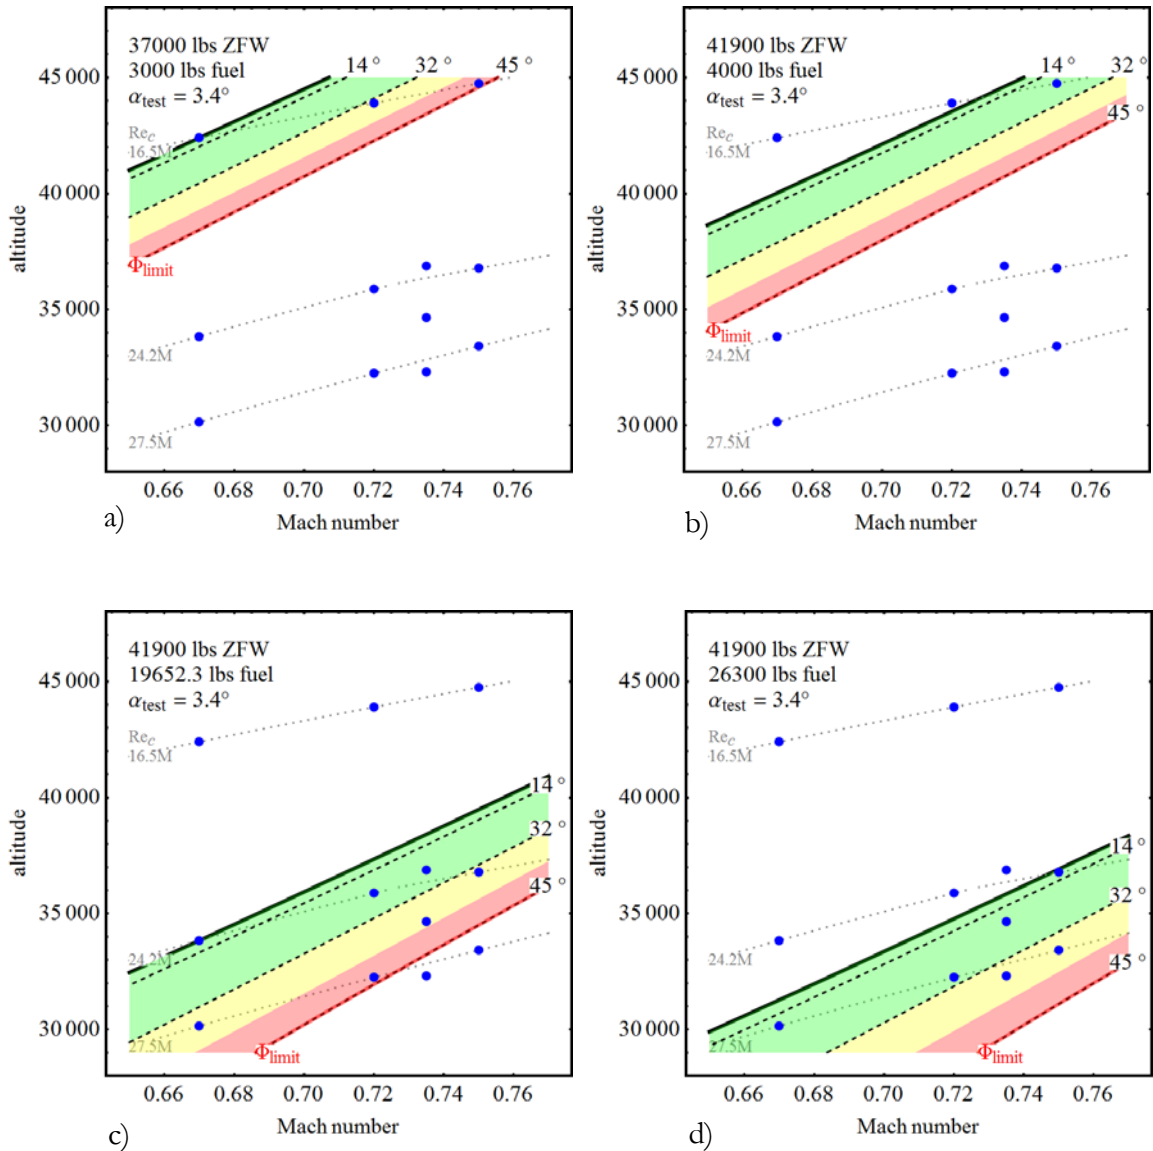 37000 lbs ZFW
3000 lbs fuel
αtest = 3.4°
14 ° 32 ° 45 °
ReC
16.5M
Φlimit
24.2M
27.5M
45 000
40 000
35 000
30 000
altitude
0.66 0.68 0.70 0.72 0.74 0.76
Mach number
a)
41900 lbs ZFW
4000 lbs fuel
αtest = 3.4°
14 ° 32 °
45 °
ReC
16.5M
Φlimit
24.2M
27.5M
45 000
40 000
35 000
30 000
altitude
0.66 0.68 0.70 0.72 0.74 0.76
Mach number
b)
41900 lbs ZFW
19652.3 lbs fuel
αtest = 3.4°
ReC
16.5M
14 °
32 °
45 °
24.2M
27.5M
Φlimit
45 000
40 000
35 000
30 000
altitude
0.66 0.68 0.70 0.72 0.74 0.76
Mach number
c)
41900 lbs ZFW
26300 lbs fuel
αtest = 3.4°
ReC
16.5M
14 °
32 °
45 °
24.2M
27.5M
Φlimit
45 000
40 000
35 000
30 000
altitude
0.66 0.68 0.70 0.72 0.74 0.76
Mach number
d)